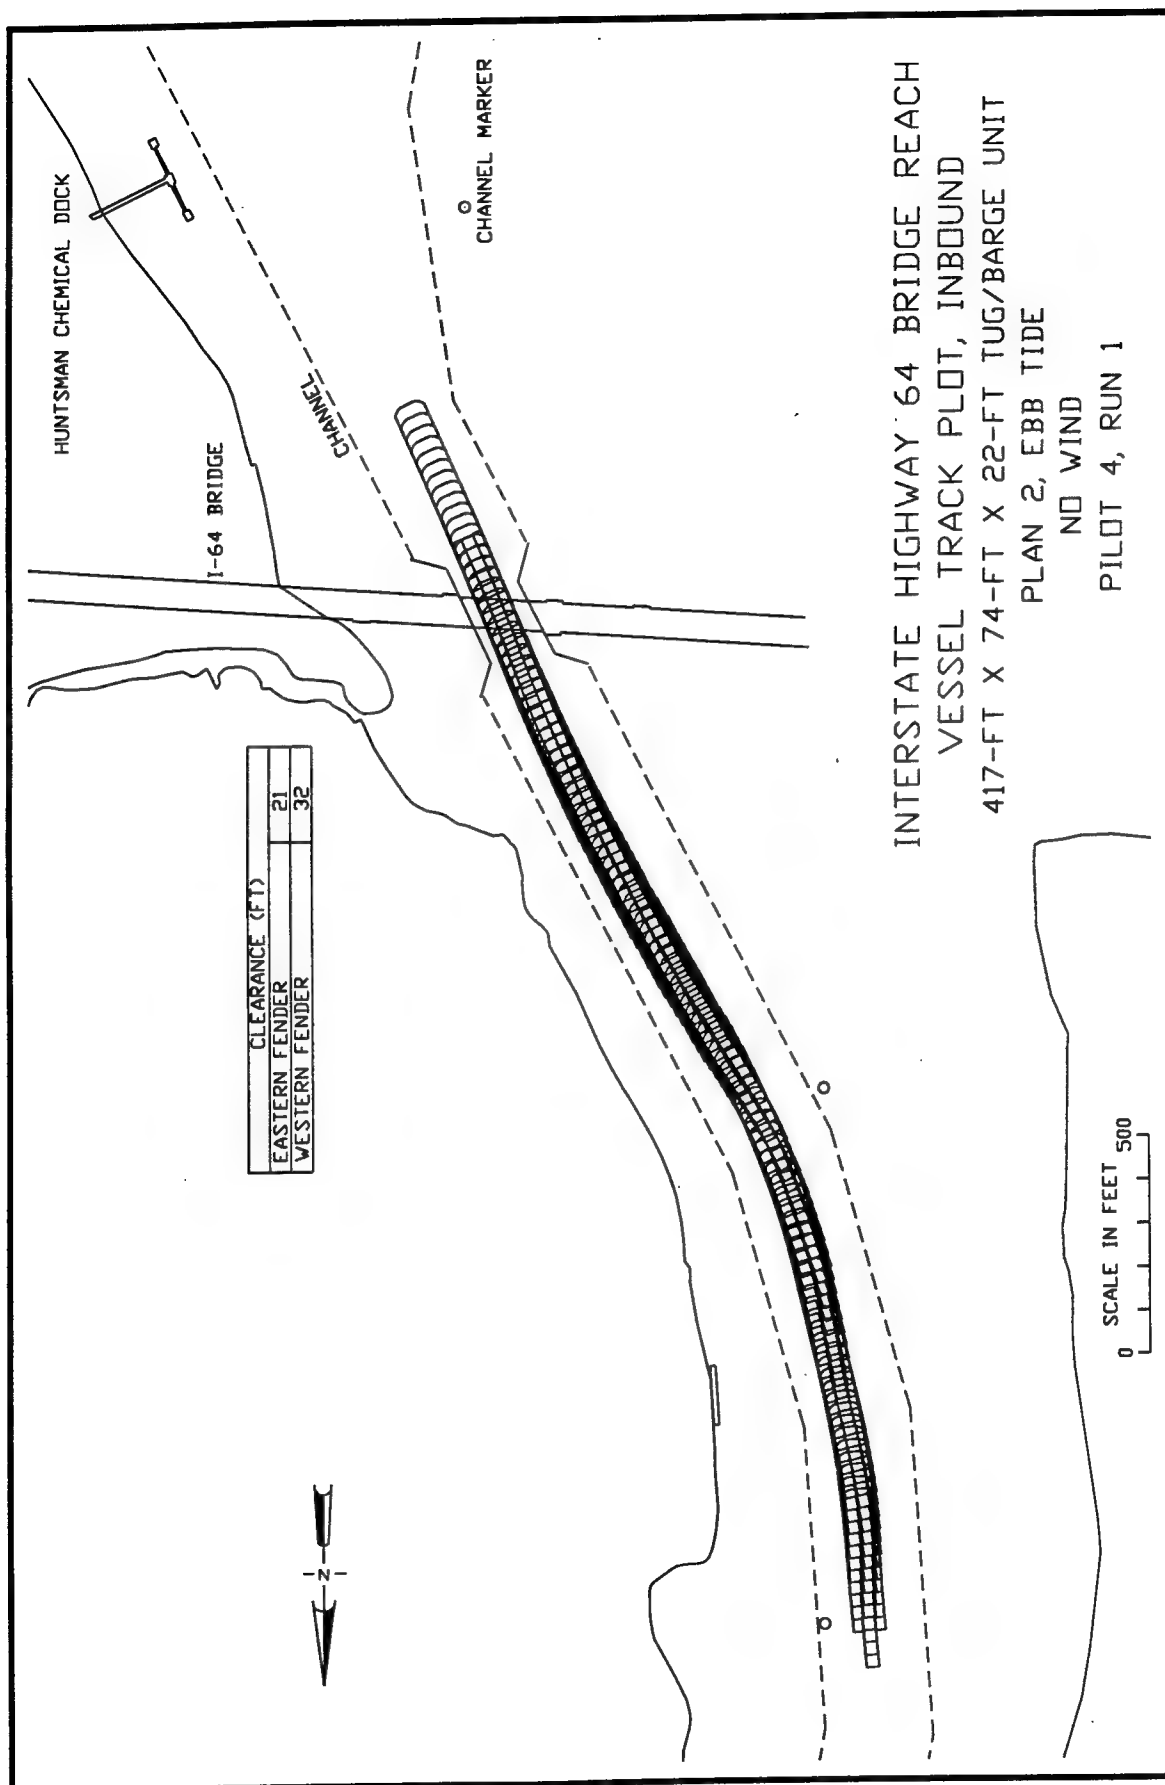 HUNTSMAN CHEMICAL DOCK
CHANNEL MARKER
CHANNEL
I-64 BRIDGE
CLEARANCE (FT)
EASTERN FENDER 21
WESTERN FENDER 32
N
SCALE IN FEET
0 500
INTERSTATE HIGHWAY 64 BRIDGE REACH
VESSEL TRACK PLOT, INBOUND
417-FT X 74-FT X 22-FT TUG/BARGE UNIT
PLAN 2, EBB TIDE
NO WIND
PILOT 4, RUN 1